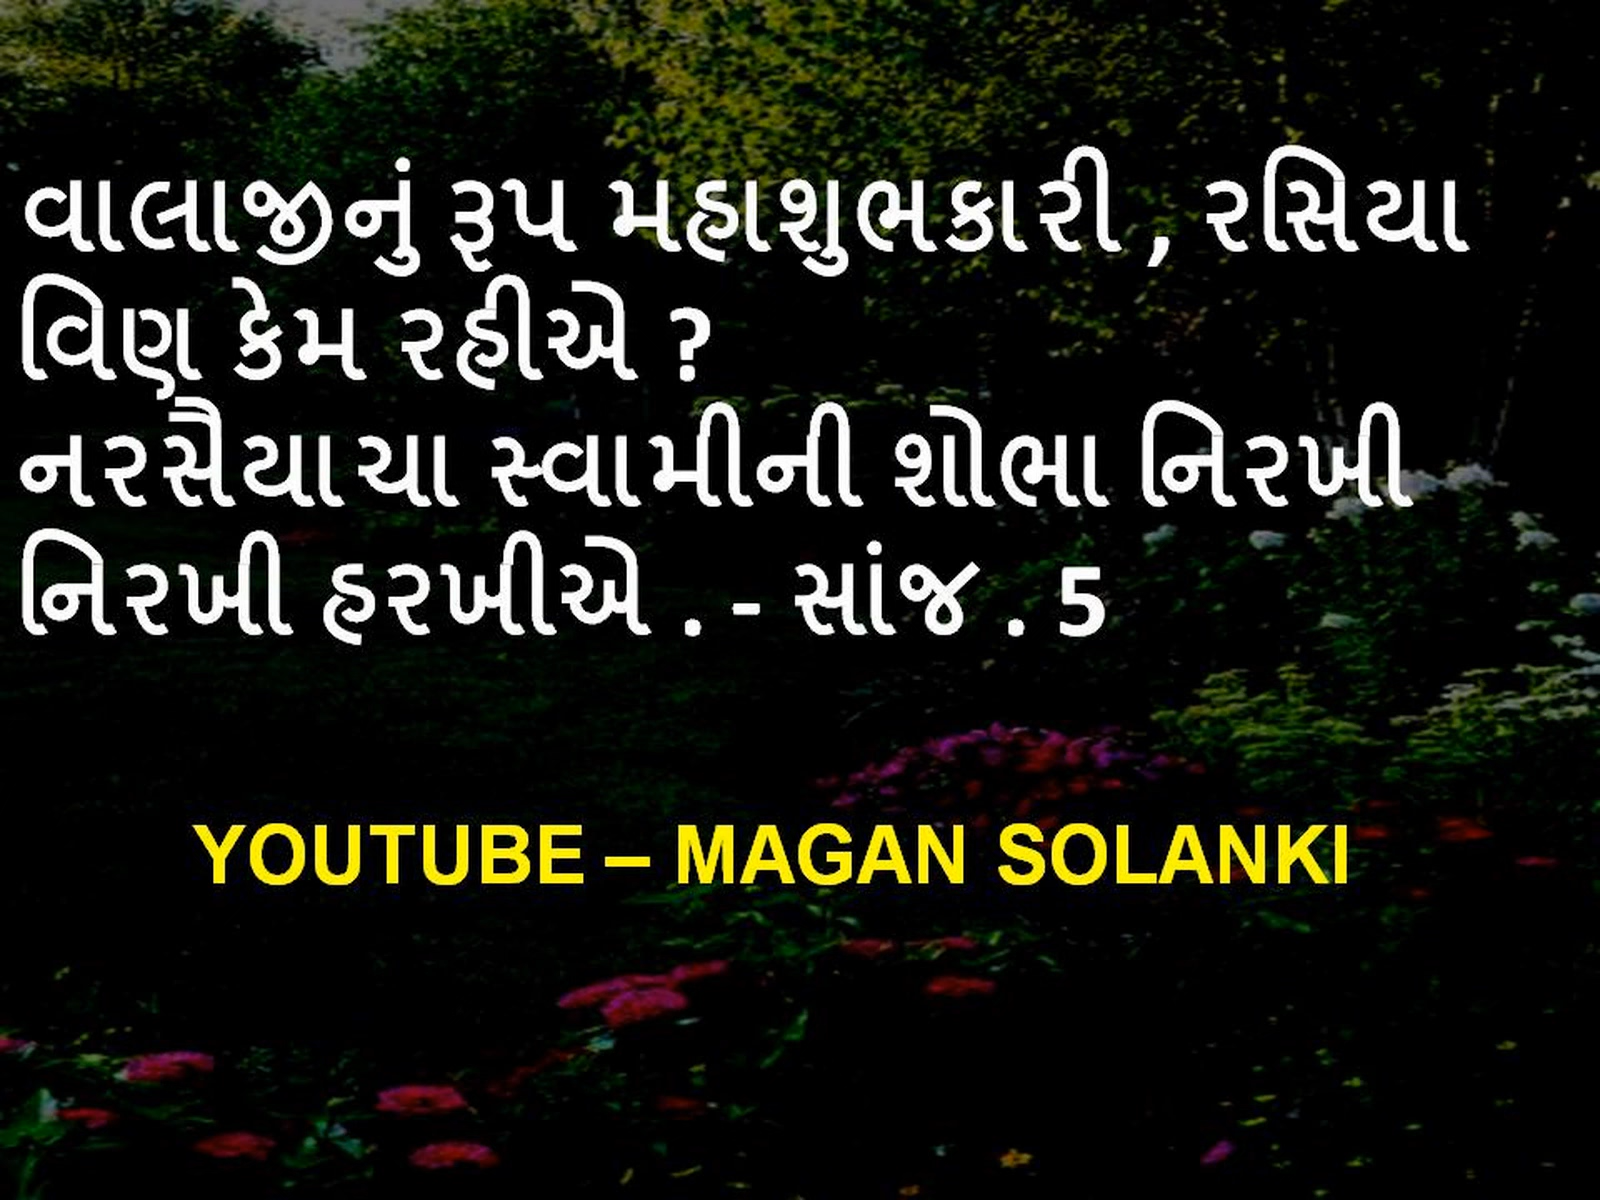 વાલાજીનું રૂપ મહાશુભકારી , રસિયા
વિણ કેમ રહીએ ?
નરસૈયાચા સ્વામીની શોભા નિરખી
નિરખી હરખીએ . - સાંજ . 5
YOUTUBE – MAGAN SOLANKI